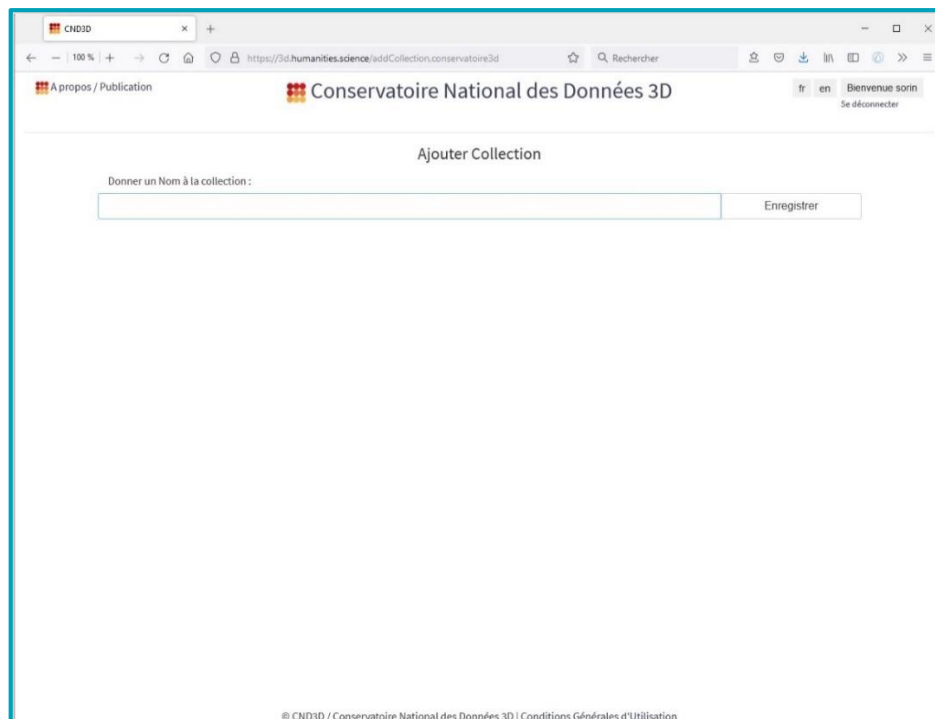 CND3D
100 %
https://3d.humanities.science/addCollection,conservatoire3d
Rechercher
A propos / Publication
Conservatoire National des Données 3D
fr en Bienvenue sorin
Se déconnecter
Ajouter Collection
Donner un Nom à la collection :
Enregistrer
© CND3D / Conservatoire National des Données 3D | Conditions Générales d'Utilisation